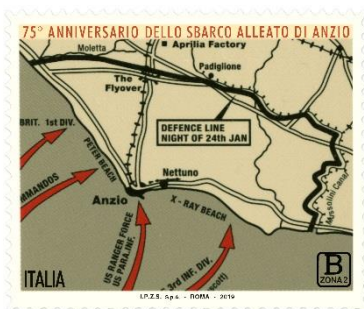 75° ANNIVERSARIO DELLO SBARCO ALLEATO DI ANZIO
Moletta
Aprilia Factory
Padiglione
The
Flyover
DEFENCE LINE
NIGHT OF 24th JAN
BRIT. 1st DIV.
PETER BEACH
Nettuno
Anzio
X - RAY BEACH
Mussolini Canal
US RANGER FORCE
US PARA.INF.
3rd INF. DIV.
ITALIA
B
ZONA 2
I.P.Z.S. S.p.A. - ROMA - 2019